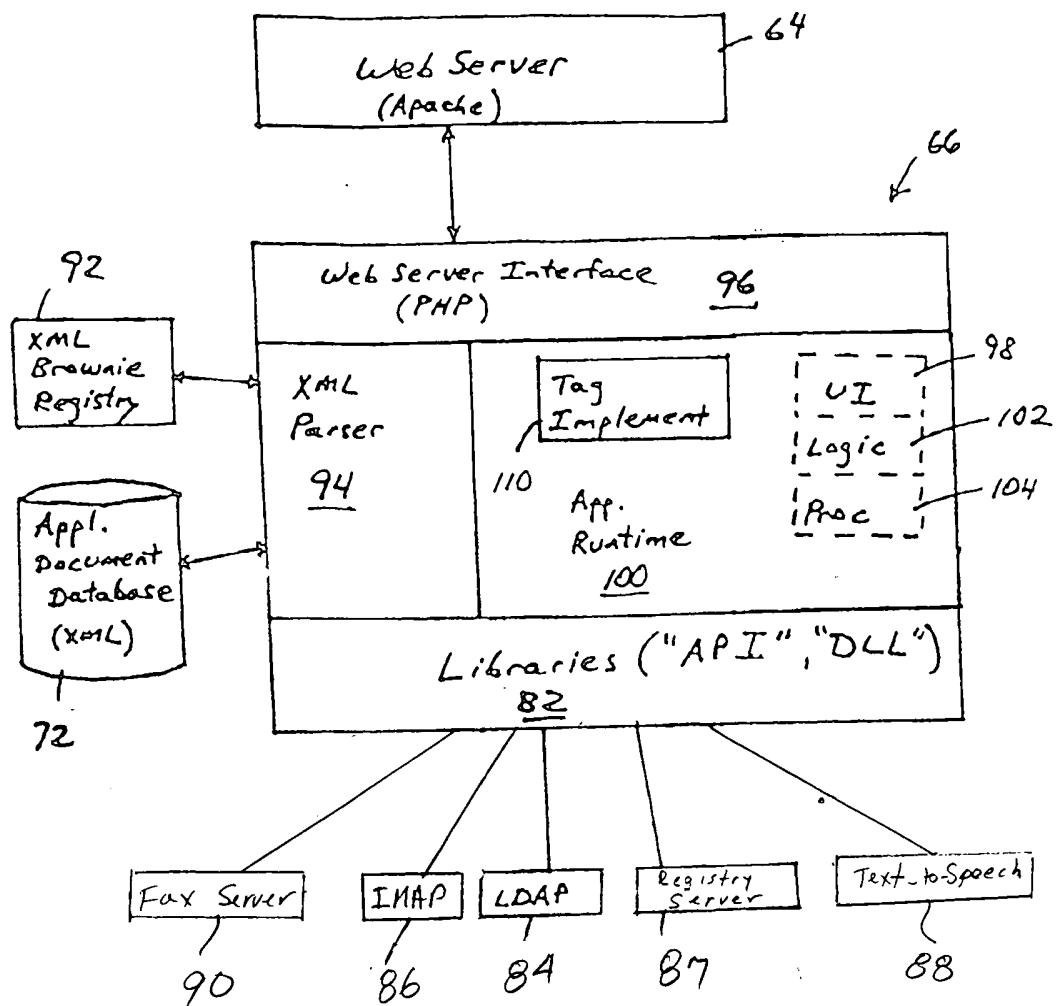 Web Server
(Apache)
64
66
92
Web Server Interface
(PHP)
96
XML
Brownie
Registry
XML
Parser
94
Tag
Implement
110
App.
Runtime
100
UI
98
Logic
102
Proc
104
Appl.
Document
Database
(XML)
72
Libraries ("API","DLL")
82
Fax Server
IMAP
LDAP
Registry
Server
Text-to-Speech
90
86
84
87
88